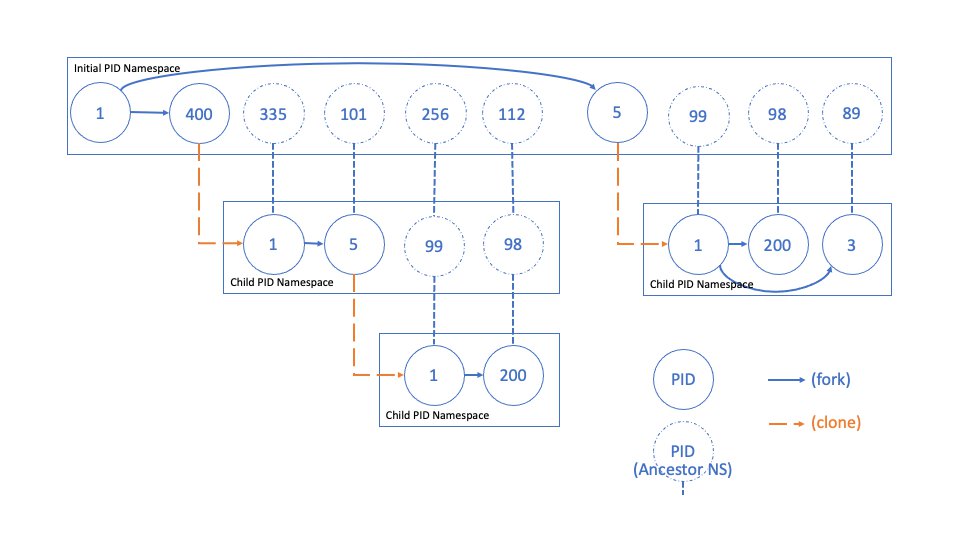 Initial PID Namespace
1
400
335
101
256
112
5
99
98
89
1
5
99
98
Child PID Namespace
1
200
3
Child PID Namespace
1
200
Child PID Namespace
PID
(fork)
(clone)
PID
(Ancestor NS)